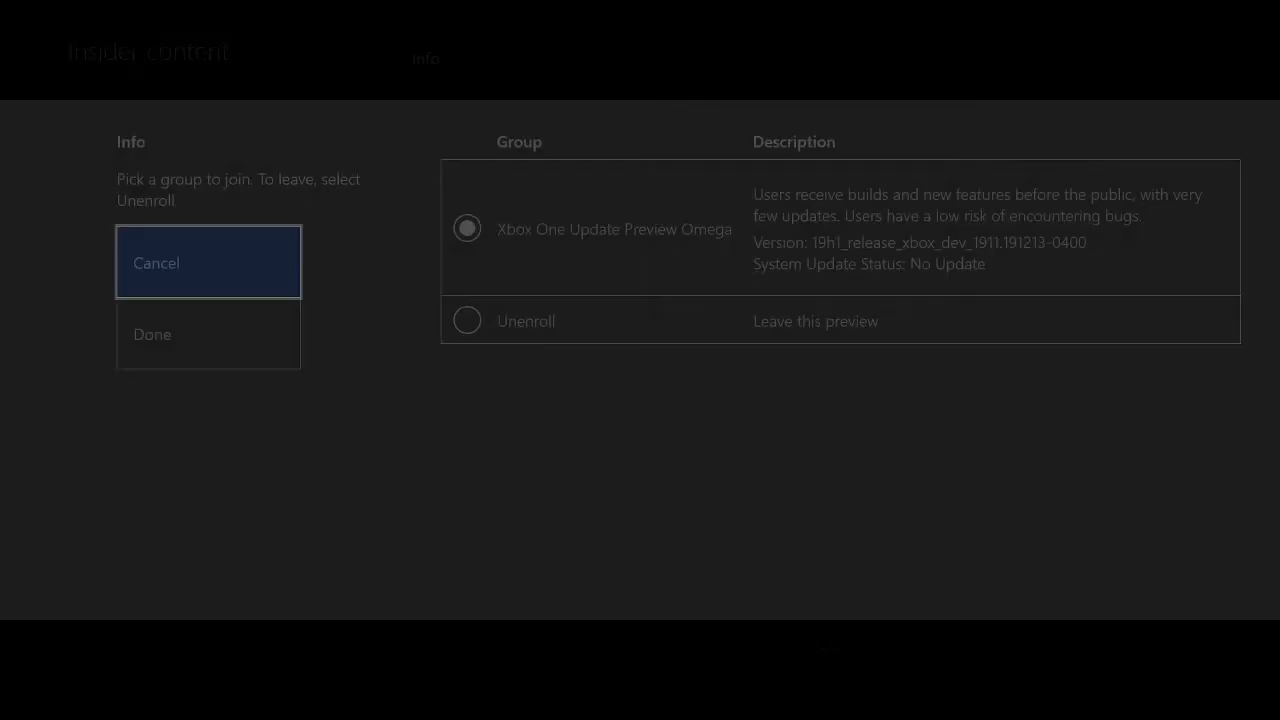 Insider content
Info
Info
Pick a group to join. To leave, select
Unenroll
Cancel
Done
Group
Description
Xbox One Update Preview Omega
Users receive builds and new features before the public, with very
few updates. Users have a low risk of encountering bugs.
Version: 19h1_release_xbox_dev_1911.191213-0400
System Update Status: No Update
Unenroll
Leave this preview